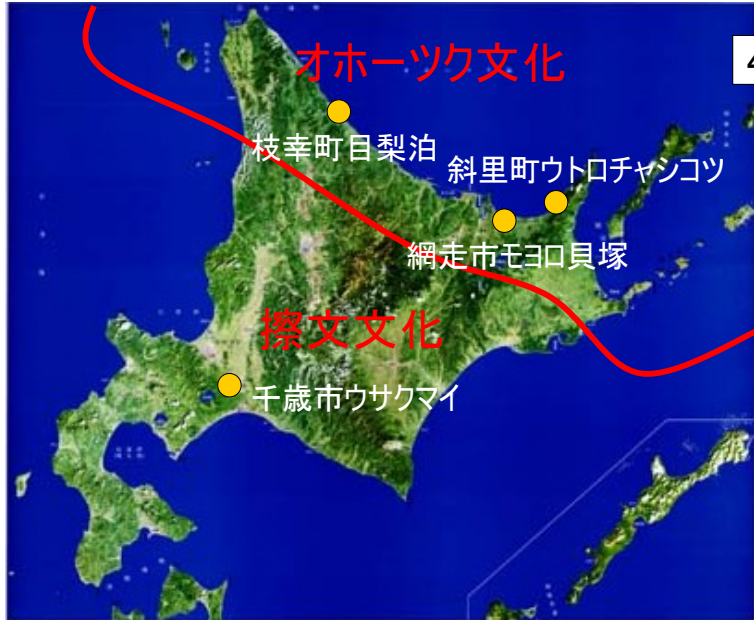 オホーツク文化
枝幸町目梨泊
斜里町ウトロチャシコツ
網走市モヨロ貝塚
擦文文化
千歳市ウサクマイ